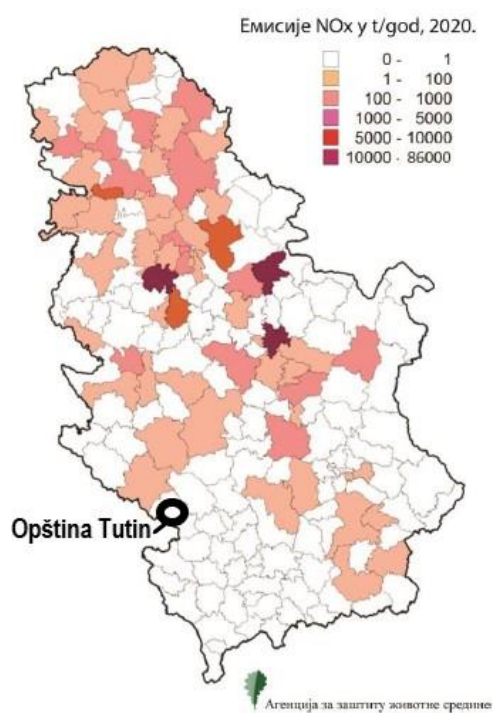 Емисије NOx у t/год, 2020.
0 - 1
1 - 100
100 - 1000
1000 - 5000
5000 - 10000
10000 - 86000
Opština Tutin
Агенција за заштиту животне средине